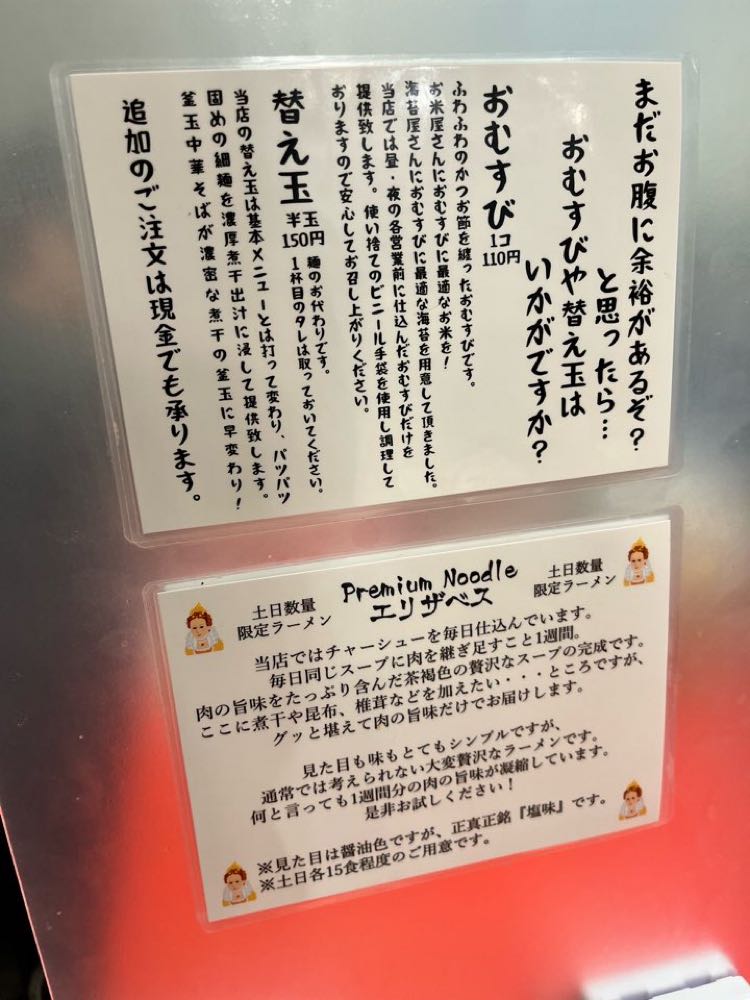 まだお腹に余裕があるぞ？
と思ったら…
おむすびや替え玉は
いかがですか？
おむすび
1コ
110円
ふわふわのかつお節を纏ったおむすびです。
お米屋さんにおむすびに最適なお米を！
海苔屋さんにおむすびに最適な海苔を用意して頂きました。
当店では昼・夜の各営業前に仕込んだおむすびだけを
提供致します。使い捨てのビニール手袋を使用し調理して
おりますので安心してお召し上がりください。
替え玉
半玉
150円
麺のお代わりです。
1杯目のタレは取っておいてください。
当店の替え玉は基本メニューとは打って変わり、パツパツ
固めの細麺を濃厚煮干出汁に浸して提供致します。
釜玉中華そばが濃密な煮干の釜玉に早変わり！
追加のご注文は現金でも承ります。
土日数量
限定ラーメン
Premium Noodle
エリザベス
土日数量
限定ラーメン
当店ではチャーシューを毎日仕込んでいます。
毎日同じスープに肉を継ぎ足すこと1週間。
肉の旨味をたっぷり含んだ茶褐色の贅沢なスープの完成です。
ここに煮干や昆布、椎茸などを加えたい・・・ところですが、
グッと堪えて肉の旨味だけでお届けします。
見た目も味もとてもシンプルですが、
通常では考えられない大変贅沢なラーメンです。
何と言っても1週間分の肉の旨味が凝縮しています。
是非お試しください！
※見た目は醤油色ですが、正真正銘『塩味』です。
※土日各15食程度のご用意です。